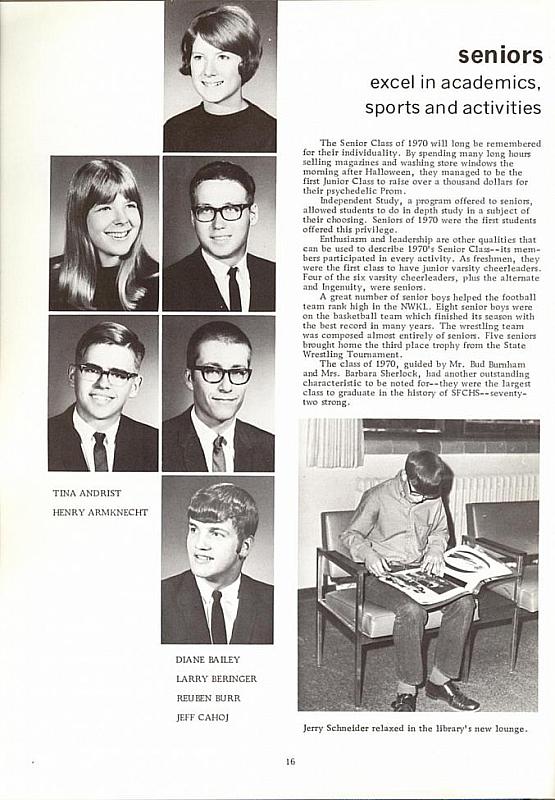 seniors
excel in academics,
sports and activities
The Senior Class of 1970 will long be remembered
for their individuality. By spending many long hours
selling magazines and washing store windows the
morning after Halloween, they managed to be the
first Junior Class to raise over a thousand dollars for
their psychedelic Prom.
Independent Study, a program offered to seniors,
allowed students to do in depth study in a subject of
their choosing. Seniors of 1970 were the first students
offered this privilege.
Enthusiasm and leadership are other qualities that
can be used to describe 1970's Senior Class--its mem-
bers participated in every activity. As freshmen, they
were the first class to have junior varsity cheerleaders.
Four of the six varsity cheerleaders, plus the alternate
and Ingenuity, were seniors.
A great number of senior boys helped the football
team rank high in the NWKL. Eight senior boys were
on the basketball team which finished its season with
the best record in many years. The wrestling team
was composed almost entirely of seniors. Five seniors
brought home the third place trophy from the State
Wrestling Tournament.
The class of 1970, guided by Mr. Bud Burnham
and Mrs. Barbara Sherlock, had another outstanding
characteristic to be noted for--they were the largest
class to graduate in the history of SFCHS--seventy-
two strong.
TINA ANDRIST
HENRY ARMKNECHT
DIANE BAILEY
LARRY BERINGER
REUBEN BURR
JEFF CAHOJ
Jerry Schneider relaxed in the library's new lounge.
16